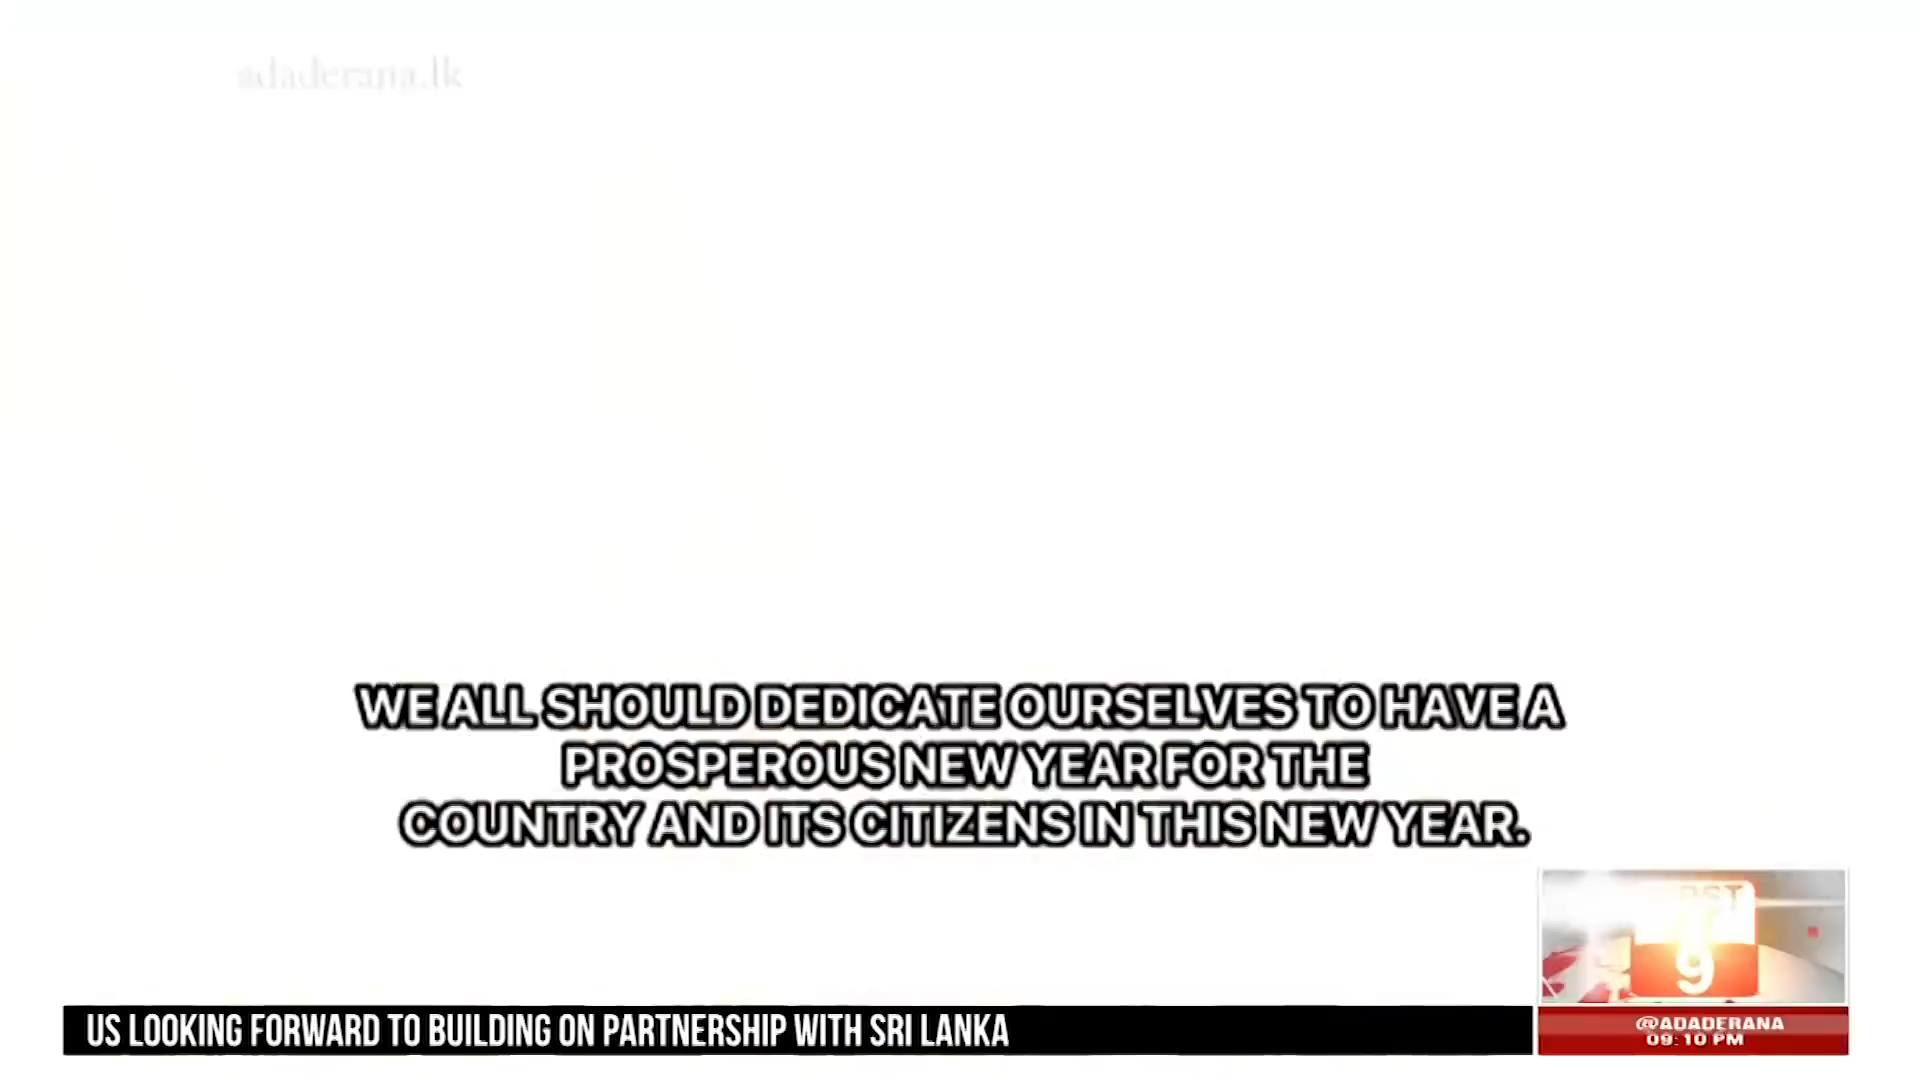 adaderana.lk
WE ALL SHOULD DEDICATE OURSELVES TO HAVE A
PROSPEROUS NEW YEAR FOR THE
COUNTRY AND ITS CITIZENS IN THIS NEW YEAR.
9
US LOOKING FORWARD TO BUILDING ON PARTNERSHIP WITH SRI LANKA
@ADADERANA
09:10 PM